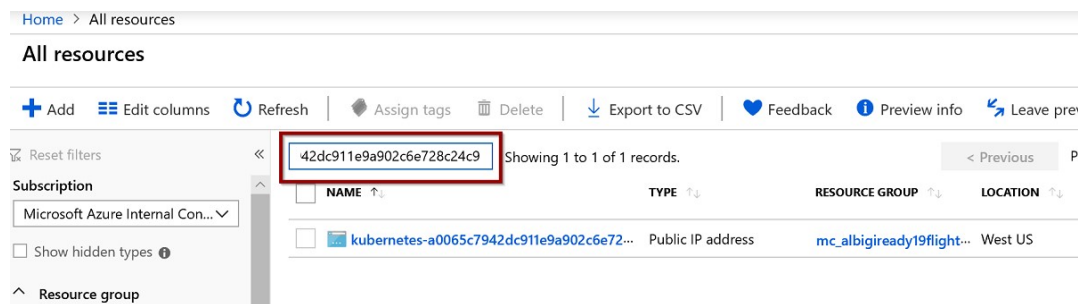 Home > All resources
All resources
Add Edit columns Refresh Assign tags Delete Export to CSV Feedback Preview info Leave prev
Reset filters « 42dc911e9a902c6e728c24c9 Showing 1 to 1 of 1 records. < Previous P
Subscription NAME ↑↓ TYPE ↑↓ RESOURCE GROUP ↑↓ LOCATION ↑↓
Microsoft Azure Internal Con...
kubernetes-a0065c7942dc911e9a902c6e72··· Public IP address mc_albigiready19flight··· West US
Show hidden types
Resource group